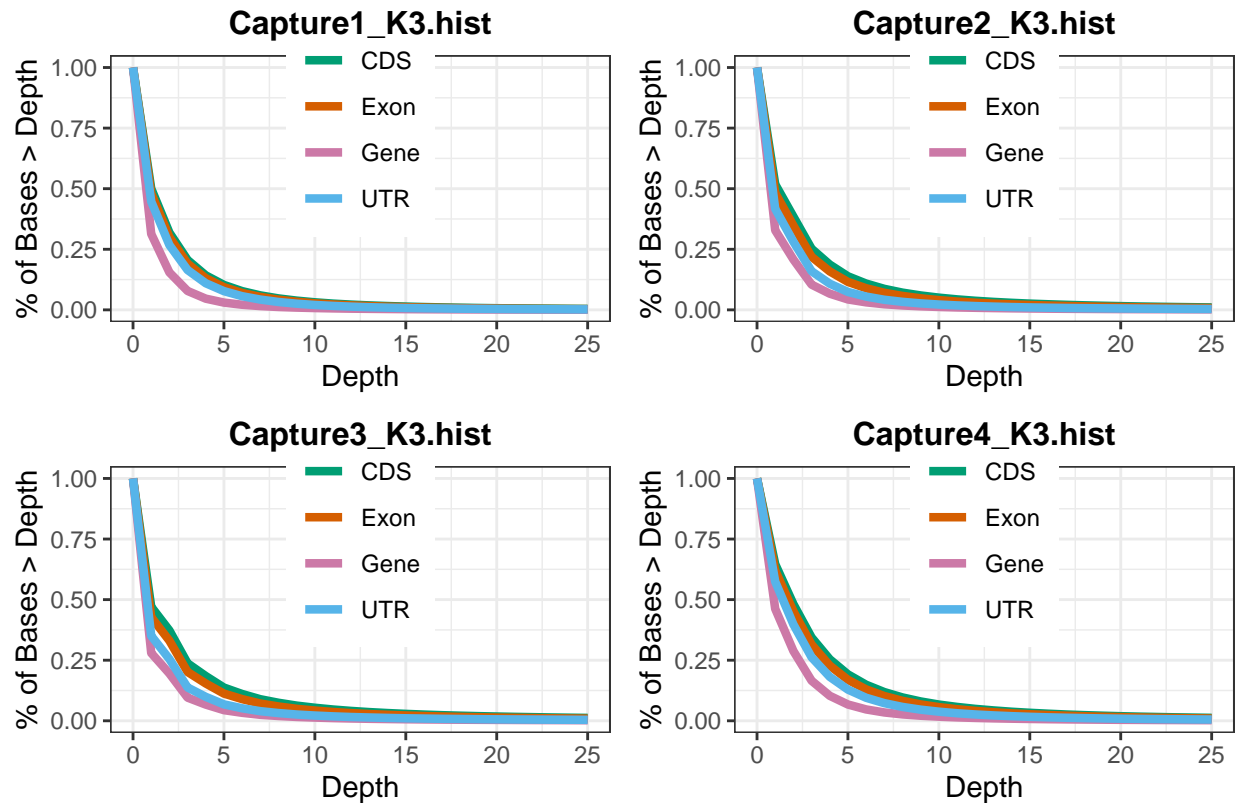 Capture1_K3.hist
% of Bases > Depth
1.00
0.75
0.50
0.25
0.00
CDS
Exon
Gene
UTR
0 5 10 15 20 25
Depth
Capture2_K3.hist
% of Bases > Depth
1.00
0.75
0.50
0.25
0.00
CDS
Exon
Gene
UTR
0 5 10 15 20 25
Depth
Capture3_K3.hist
% of Bases > Depth
1.00
0.75
0.50
0.25
0.00
CDS
Exon
Gene
UTR
0 5 10 15 20 25
Depth
Capture4_K3.hist
% of Bases > Depth
1.00
0.75
0.50
0.25
0.00
CDS
Exon
Gene
UTR
0 5 10 15 20 25
Depth